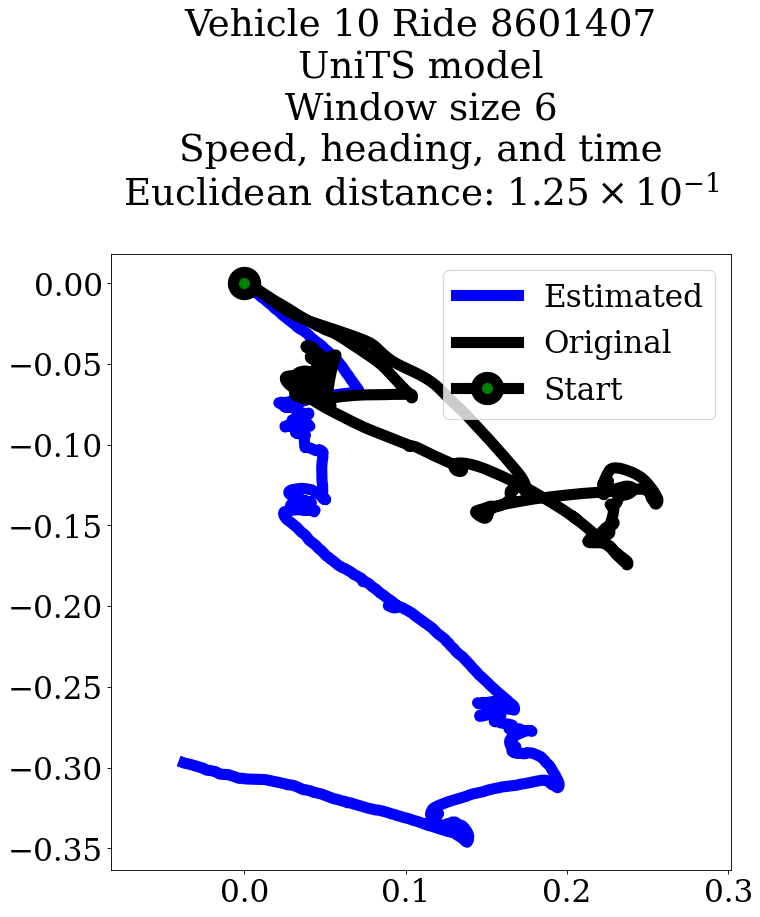 Vehicle 10 Ride 8601407
UniTS model
Window size 6
Speed, heading, and time
Euclidean distance: 1.25 × 10⁻¹
Estimated
Original
Start
0.00
−0.05
−0.10
−0.15
−0.20
−0.25
−0.30
−0.35
0.0 0.1 0.2 0.3